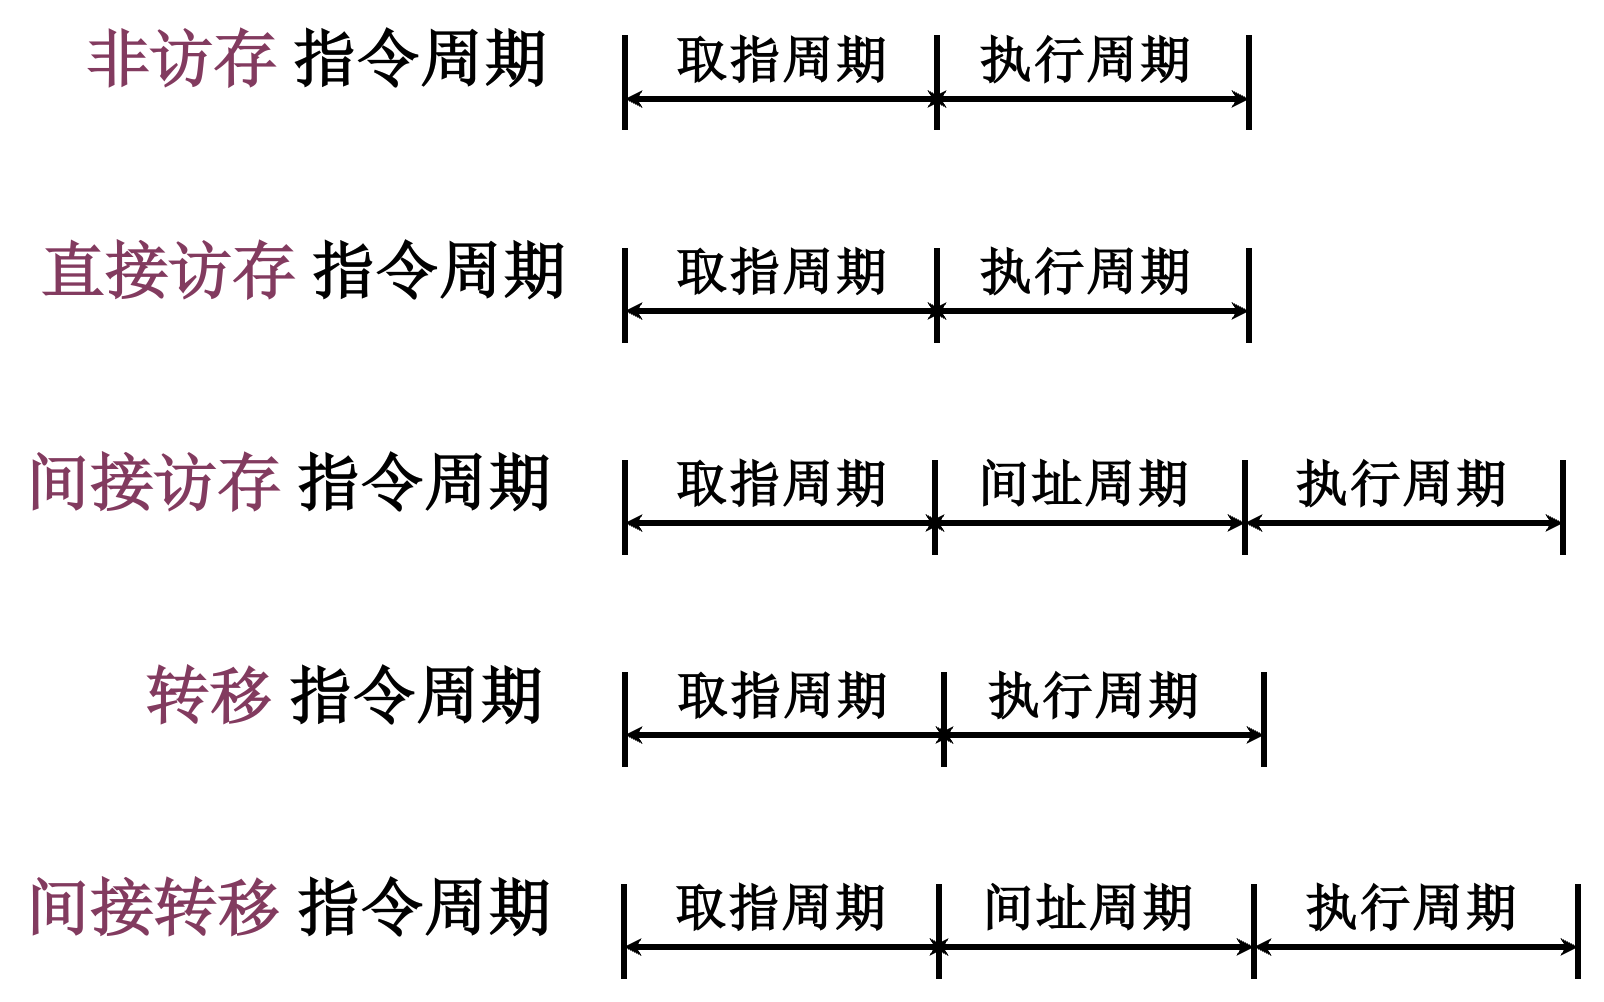 非访存 指令周期 取指周期 执行周期
直接访存 指令周期 取指周期 执行周期
间接访存 指令周期 取指周期 间址周期 执行周期
转移 指令周期 取指周期 执行周期
间接转移 指令周期 取指周期 间址周期 执行周期